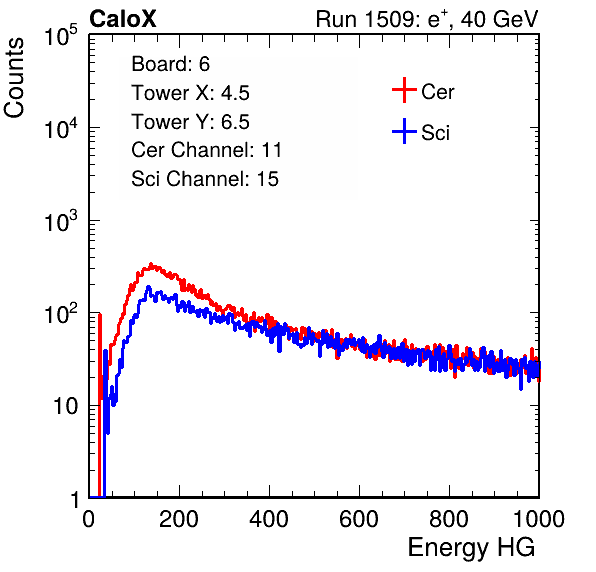 CaloX Run 1509: e⁺, 40 GeV
Counts
Board: 6
Tower X: 4.5
Tower Y: 6.5
Cer Channel: 11
Sci Channel: 15
Cer
Sci
10⁵
10⁴
10³
10²
10
1
0 200 400 600 800 1000
Energy HG